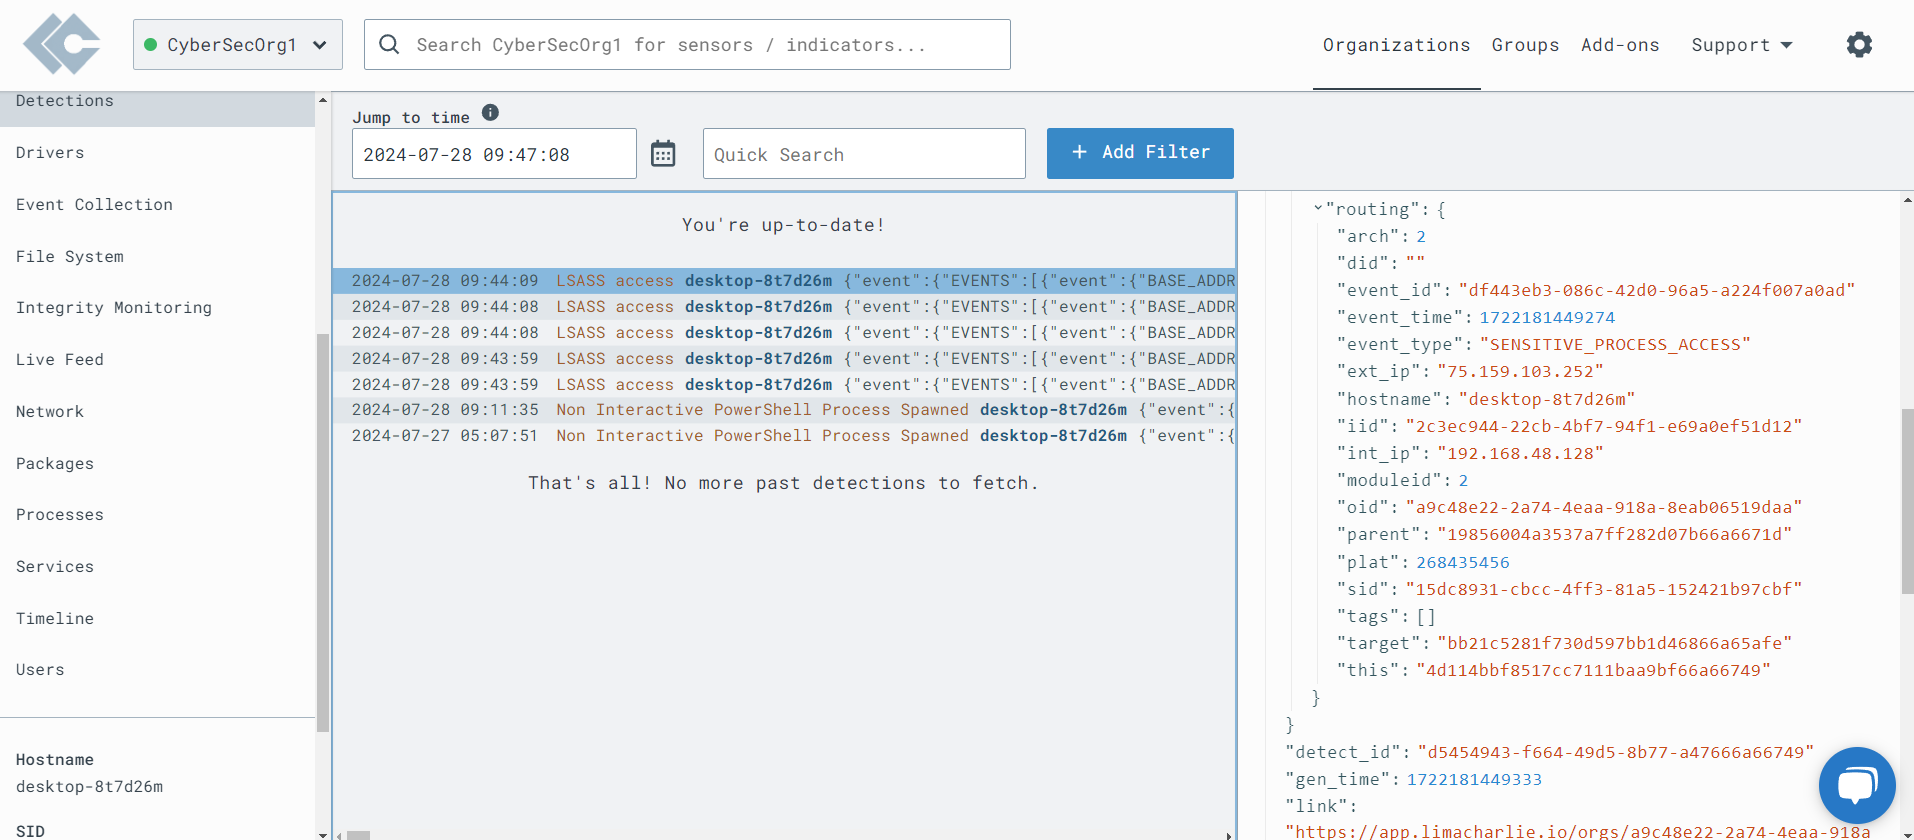 CyberSecOrg1
Search CyberSecOrg1 for sensors / indicators...
Organizations Groups Add-ons Support
Detections
Drivers
Event Collection
File System
Integrity Monitoring
Live Feed
Network
Packages
Processes
Services
Timeline
Users
Hostname
desktop-8t7d26m
SID
Jump to time
2024-07-28 09:47:08
Quick Search
+ Add Filter
You're up-to-date!
2024-07-28 09:44:09 LSASS access desktop-8t7d26m {"event":{"EVENTS":[{"event":{"BASE_ADDR
2024-07-28 09:44:08 LSASS access desktop-8t7d26m {"event":{"EVENTS":[{"event":{"BASE_ADDR
2024-07-28 09:44:08 LSASS access desktop-8t7d26m {"event":{"EVENTS":[{"event":{"BASE_ADDR
2024-07-28 09:43:59 LSASS access desktop-8t7d26m {"event":{"EVENTS":[{"event":{"BASE_ADDR
2024-07-28 09:43:59 LSASS access desktop-8t7d26m {"event":{"EVENTS":[{"event":{"BASE_ADDR
2024-07-28 09:11:35 Non Interactive PowerShell Process Spawned desktop-8t7d26m {"event":{
2024-07-27 05:07:51 Non Interactive PowerShell Process Spawned desktop-8t7d26m {"event":{
That's all! No more past detections to fetch.
"routing": {
"arch": 2
"did": ""
"event_id": "df443eb3-086c-42d0-96a5-a224f007a0ad"
"event_time": 1722181449274
"event_type": "SENSITIVE_PROCESS_ACCESS"
"ext_ip": "75.159.103.252"
"hostname": "desktop-8t7d26m"
"iid": "2c3ec944-22cb-4bf7-94f1-e69a0ef51d12"
"int_ip": "192.168.48.128"
"moduleid": 2
"oid": "a9c48e22-2a74-4eaa-918a-8eab06519daa"
"parent": "19856004a3537a7ff282d07b66a6671d"
"plat": 268435456
"sid": "15dc8931-cbcc-4ff3-81a5-152421b97cbf"
"tags": []
"target": "bb21c5281f730d597bb1d46866a65afe"
"this": "4d114bbf8517cc7111baa9bf66a66749"
}
}
"detect_id": "d5454943-f664-49d5-8b77-a47666a66749"
"gen_time": 1722181449333
"link":
"https://app.limacharlie.io/orgs/a9c48e22-2a74-4eaa-918a